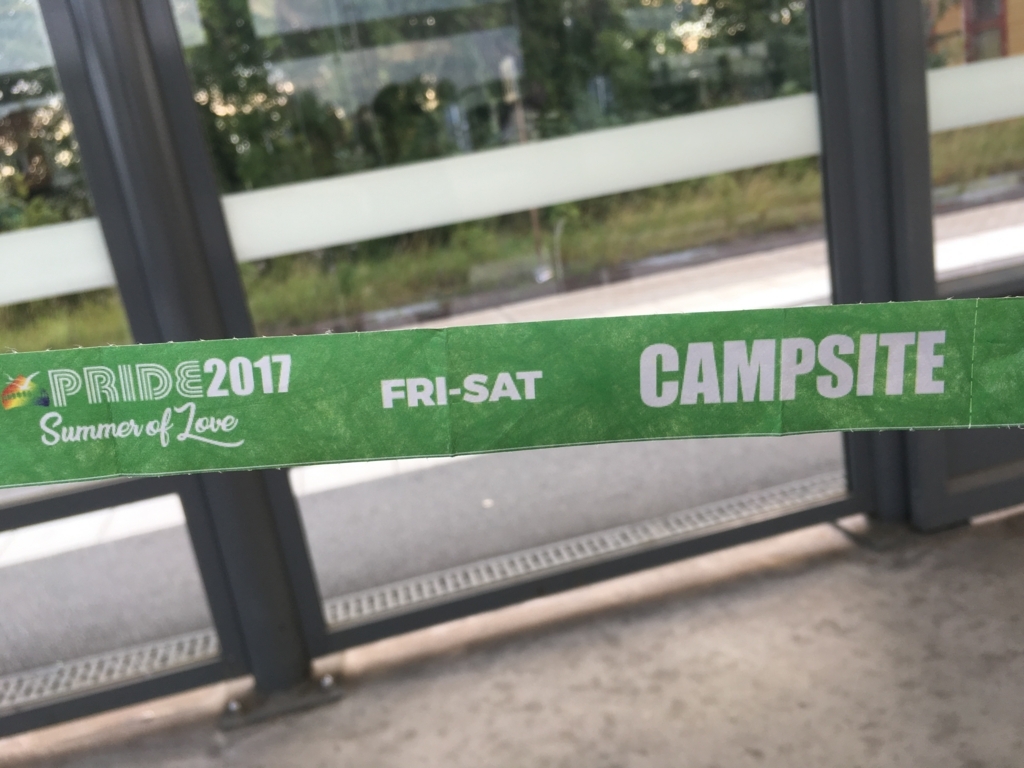 PRIDE2017
Summer of Love
FRI-SAT
CAMPSITE